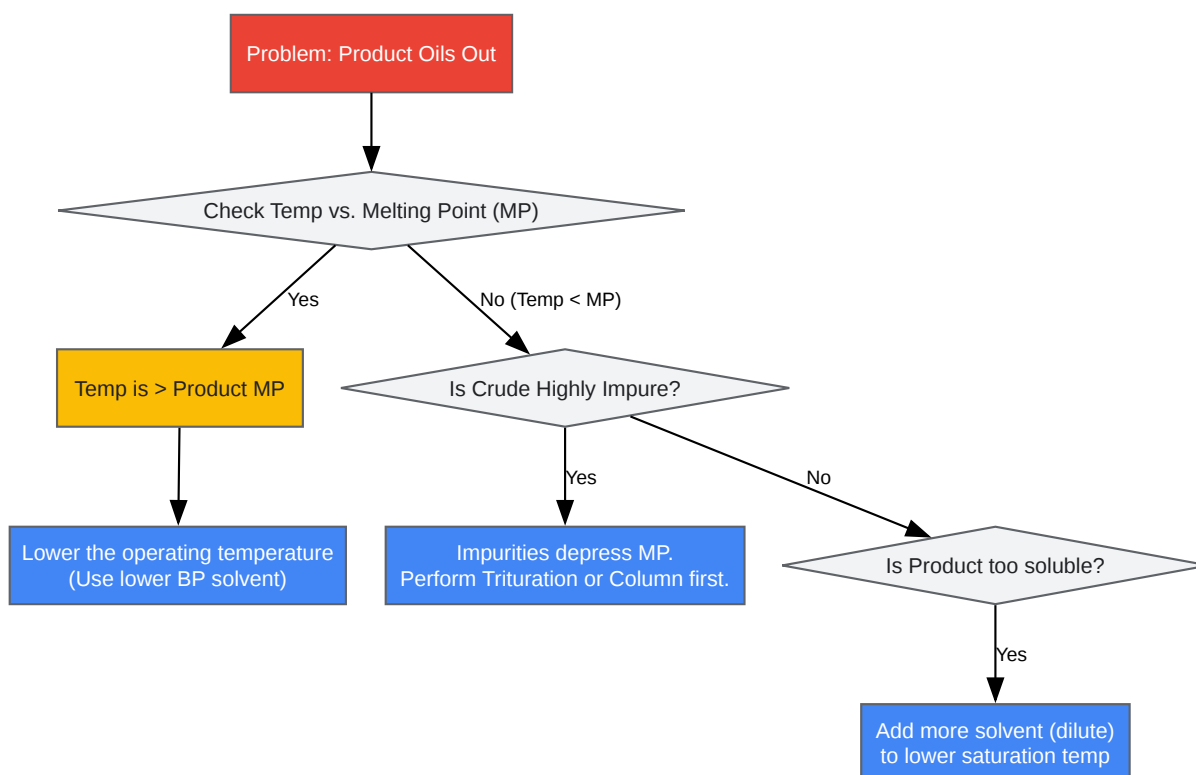 Problem: Product Oils Out
Check Temp vs. Melting Point (MP)
Yes
No (Temp < MP)
Temp is > Product MP
Is Crude Highly Impure?
Yes
No
Lower the operating temperature
(Use lower BP solvent)
Impurities depress MP.
Perform Trituration or Column first.
Is Product too soluble?
Yes
Add more solvent (dilute)
to lower saturation temp